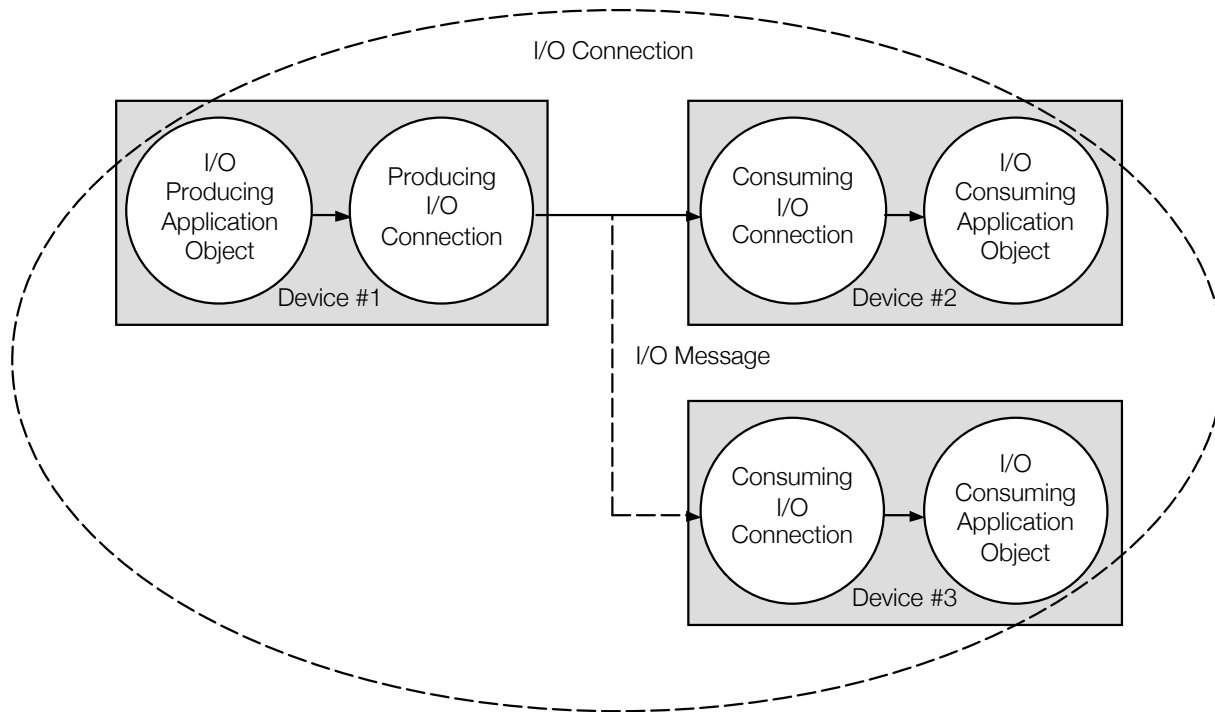 I/O Connection
I/O
Producing
Application
Object
Producing
I/O
Connection
Device #1
Consuming
I/O
Connection
I/O
Consuming
Application
Object
Device #2
I/O Message
Consuming
I/O
Connection
I/O
Consuming
Application
Object
Device #3